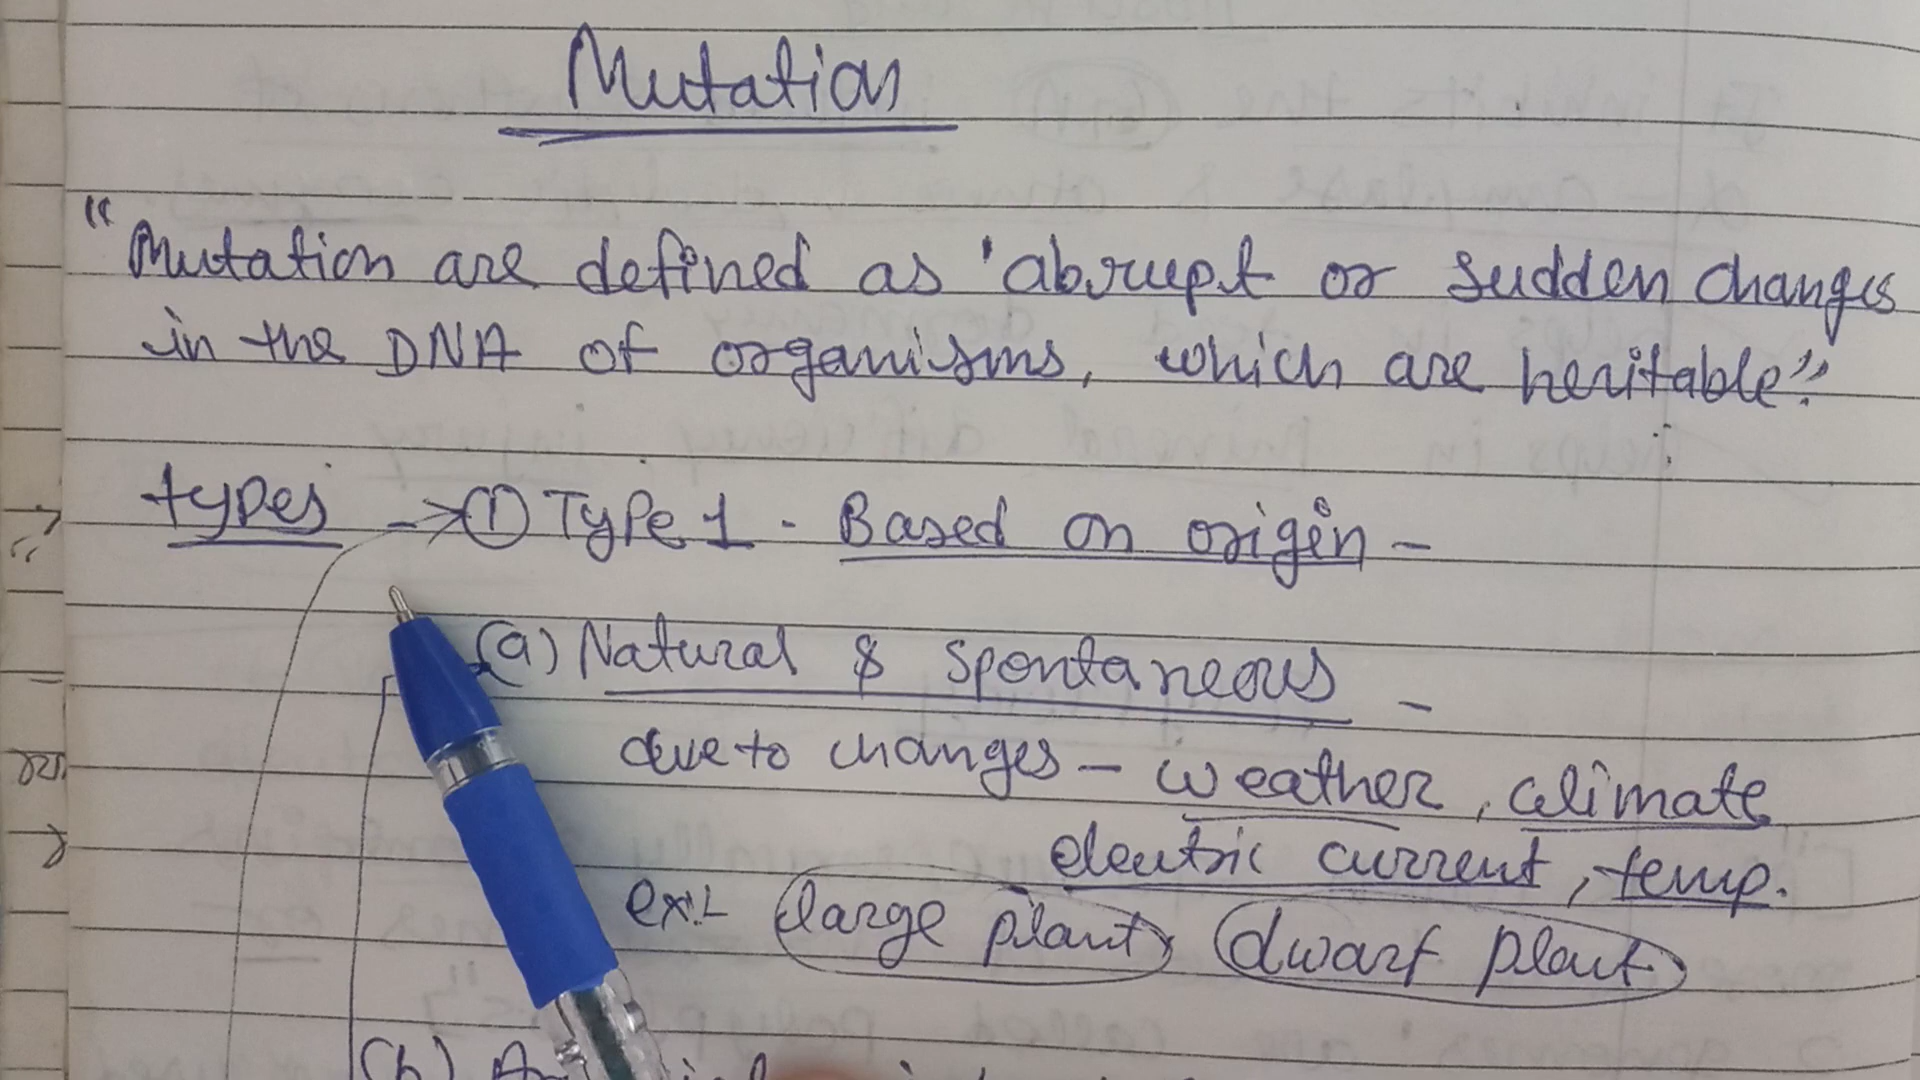 Mutation
"Mutation are defined as 'abrupt or sudden changes
in the DNA of organisms, which are heritable".
types → ① Type 1 - Based on origin -
(a) Natural & Spontaneous -
due to changes - weather, climate
electric current, temp.
ex:- large plant, dwarf plant
(b)